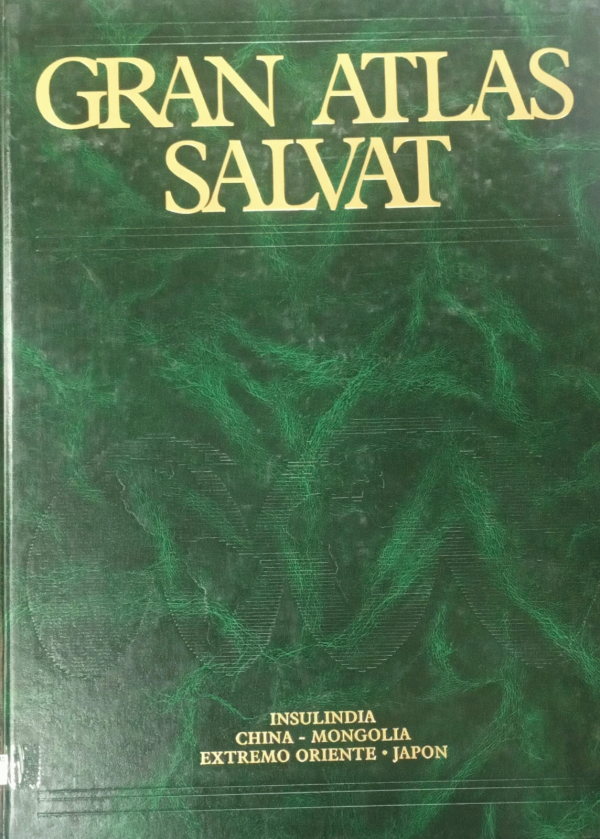 GRAN ATLAS
SALVAT
INSULINDIA
CHINA - MONGOLIA
EXTREMO ORIENTE • JAPON